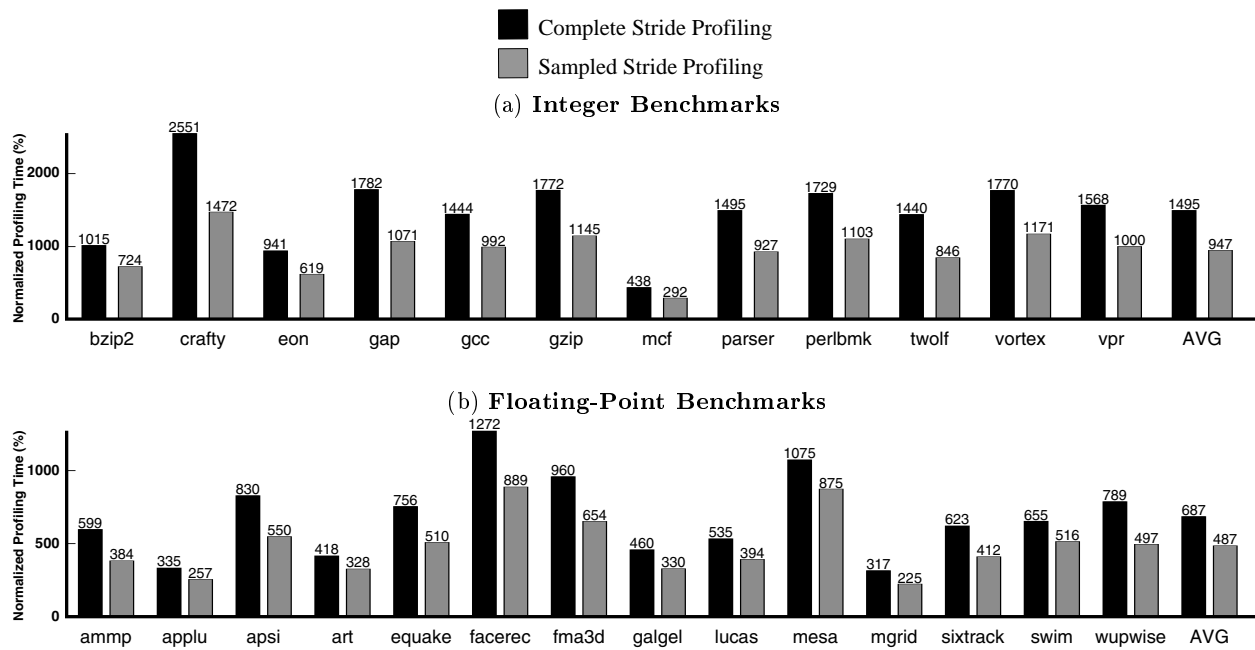 Complete Stride Profiling
Sampled Stride Profiling
(a) Integer Benchmarks
Normalized Profiling Time (%)
2000
1000
0
1015 724 2551 1472 941 619 1782 1071 1444 992 1772 1145 438 292 1495 927 1729 1103 1440 846 1770 1171 1568 1000 1495 947
bzip2 crafty eon gap gcc gzip mcf parser perlbmk twolf vortex vpr AVG
(b) Floating-Point Benchmarks
Normalized Profiling Time (%)
1000
500
0
599 384 335 257 830 550 418 328 756 510 1272 889 960 654 460 330 535 394 1075 875 317 225 623 412 655 516 789 497 687 487
ammp applu apsi art equake facerec fma3d galgel lucas mesa mgrid sixtrack swim wupwise AVG